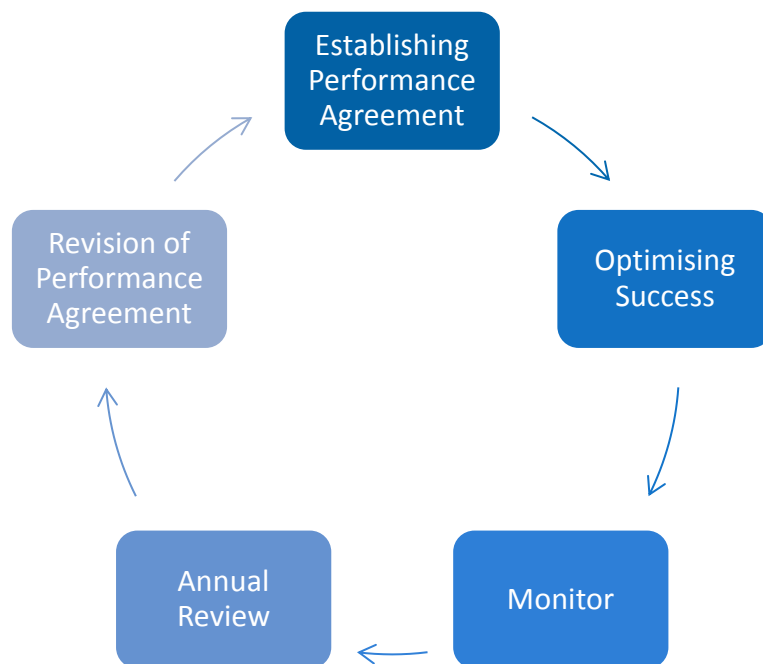 Establishing
Performance
Agreement
Optimising
Success
Monitor
Annual
Review
Revision of
Performance
Agreement